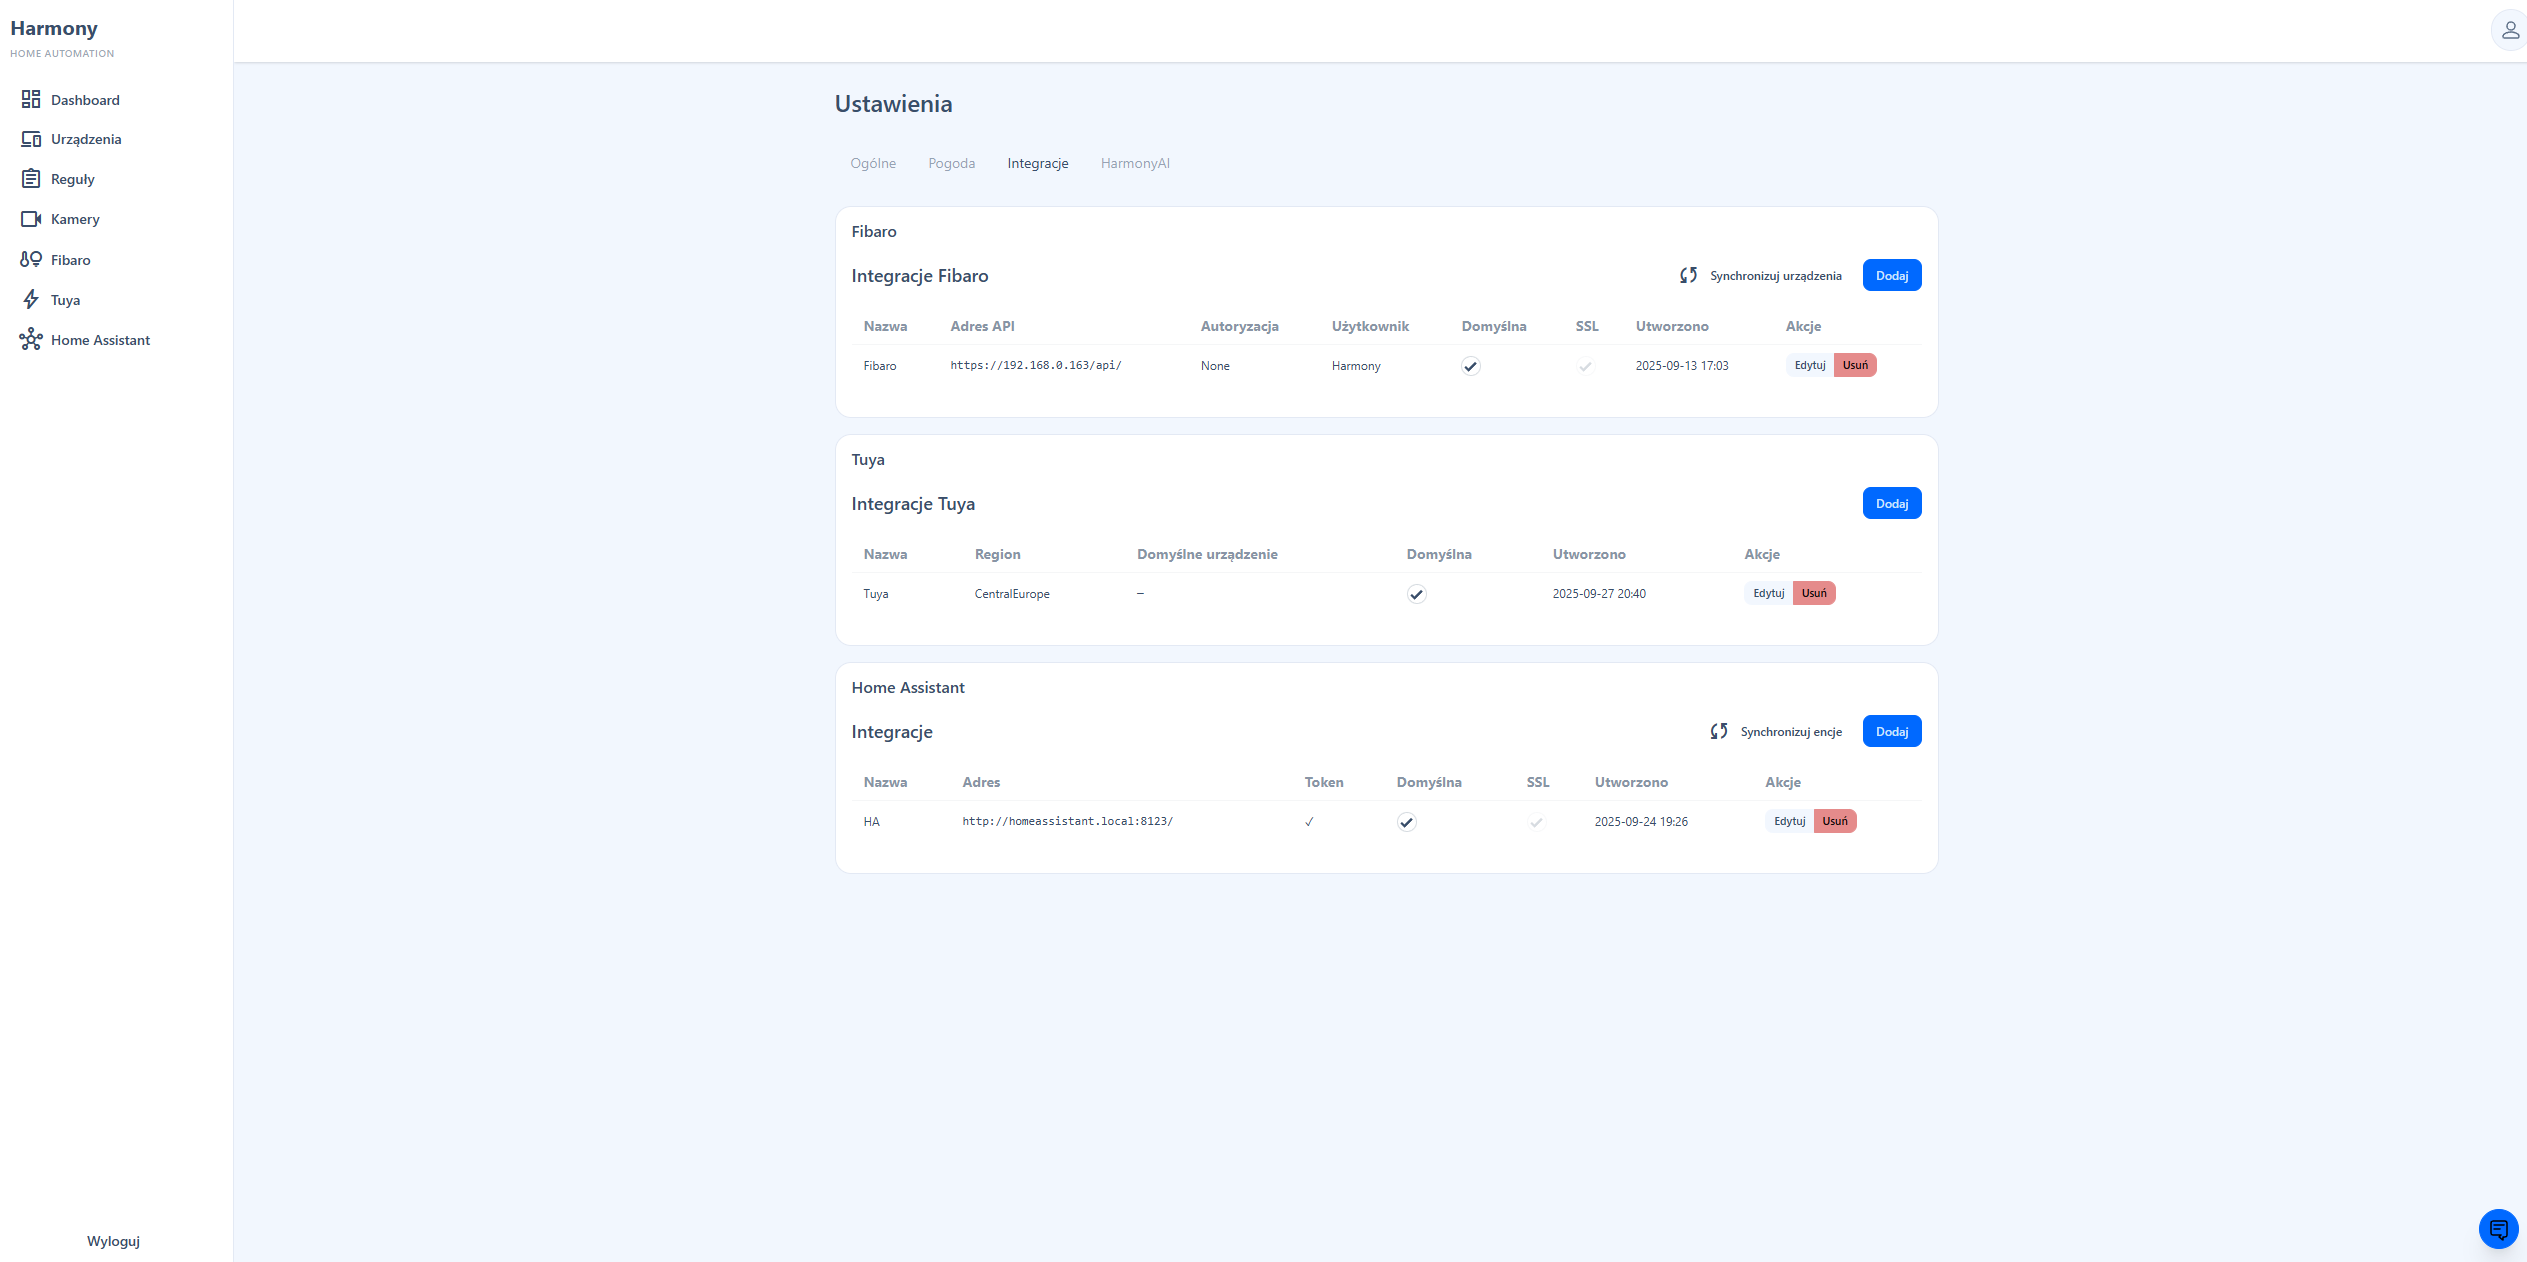 Harmony
HOME AUTOMATION
Dashboard
Urządzenia
Reguły
Kamery
Fibaro
Tuya
Home Assistant
Wyloguj
Ustawienia
Ogólne Pogoda Integracje HarmonyAI
Fibaro
Integracje Fibaro Synchronizuj urządzenia Dodaj
Nazwa Adres API Autoryzacja Użytkownik Domyślna SSL Utworzono Akcje
Fibaro https://192.168.0.163/api/ None Harmony 2025-09-13 17:03 Edytuj Usuń
Tuya
Integracje Tuya Dodaj
Nazwa Region Domyślne urządzenie Domyślna Utworzono Akcje
Tuya CentralEurope – 2025-09-27 20:40 Edytuj Usuń
Home Assistant
Integracje Synchronizuj encje Dodaj
Nazwa Adres Token Domyślna SSL Utworzono Akcje
HA http://homeassistant.local:8123/ ✓ 2025-09-24 19:26 Edytuj Usuń